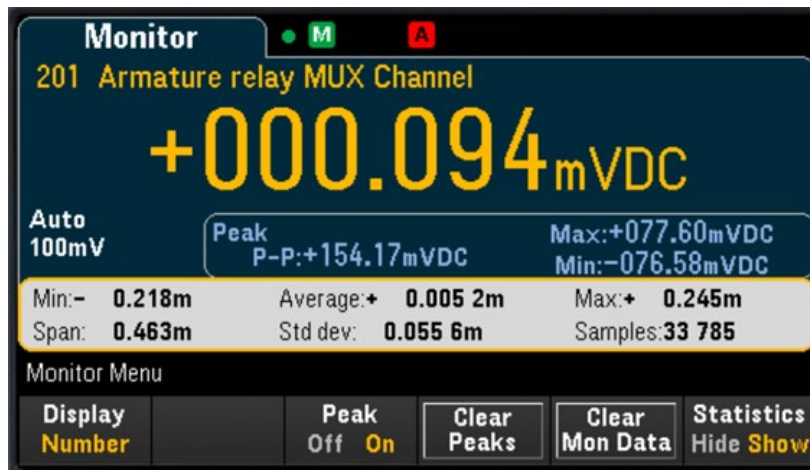 Monitor M A
201 Armature relay MUX Channel
+000.094mVDC
Auto
100mV
Peak
P-P:+154.17mVDC
Max:+077.60mVDC
Min:-076.58mVDC
Min:- 0.218m Average:+ 0.005 2m Max:+ 0.245m
Span: 0.463m Std dev: 0.055 6m Samples:33 785
Monitor Menu
Display
Number
Peak
Off On
Clear
Peaks
Clear
Mon Data
Statistics
Hide Show